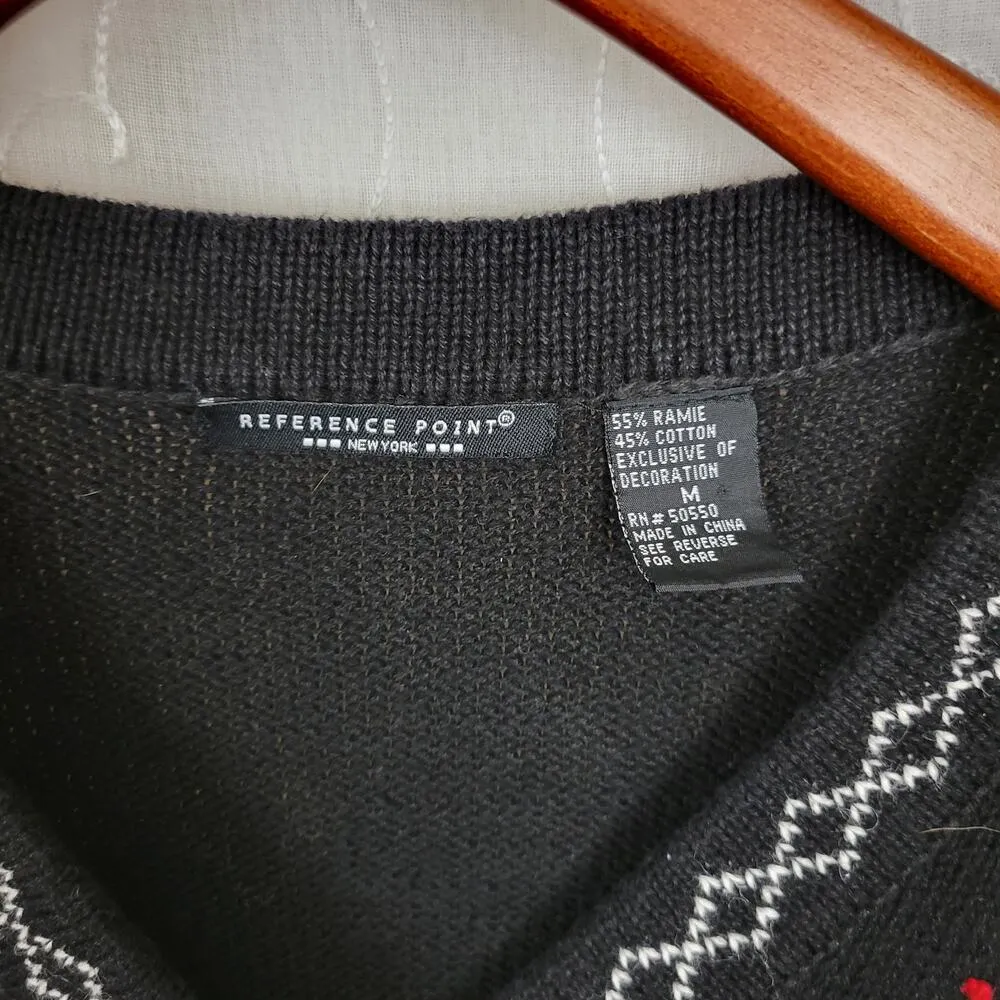 REFERENCE POINT®
NEW YORK
55% RAMIE
45% COTTON
EXCLUSIVE OF
DECORATION
M
RN# 50550
MADE IN CHINA
SEE REVERSE
FOR CARE